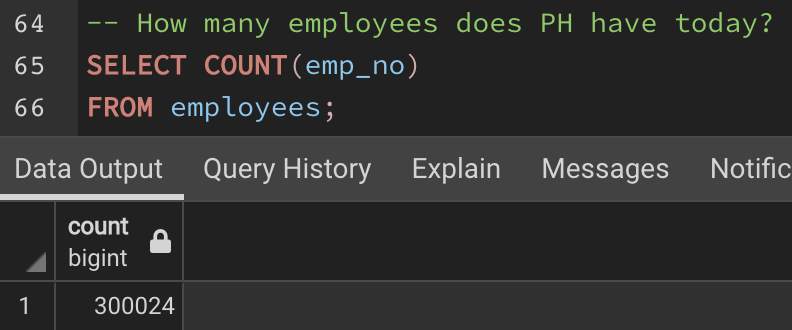 64 -- How many employees does PH have today?
65 SELECT COUNT(emp_no)
66 FROM employees;
Data Output Query History Explain Messages Notific
count
bigint
1 300024